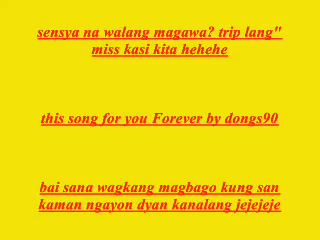 sensya na walang magawa? trip lang"
miss kasi kita hehehe
this song for you Forever by dongs90
bai sana wagkang magbago kung san
kaman ngayon dyan kanalang jejejeje